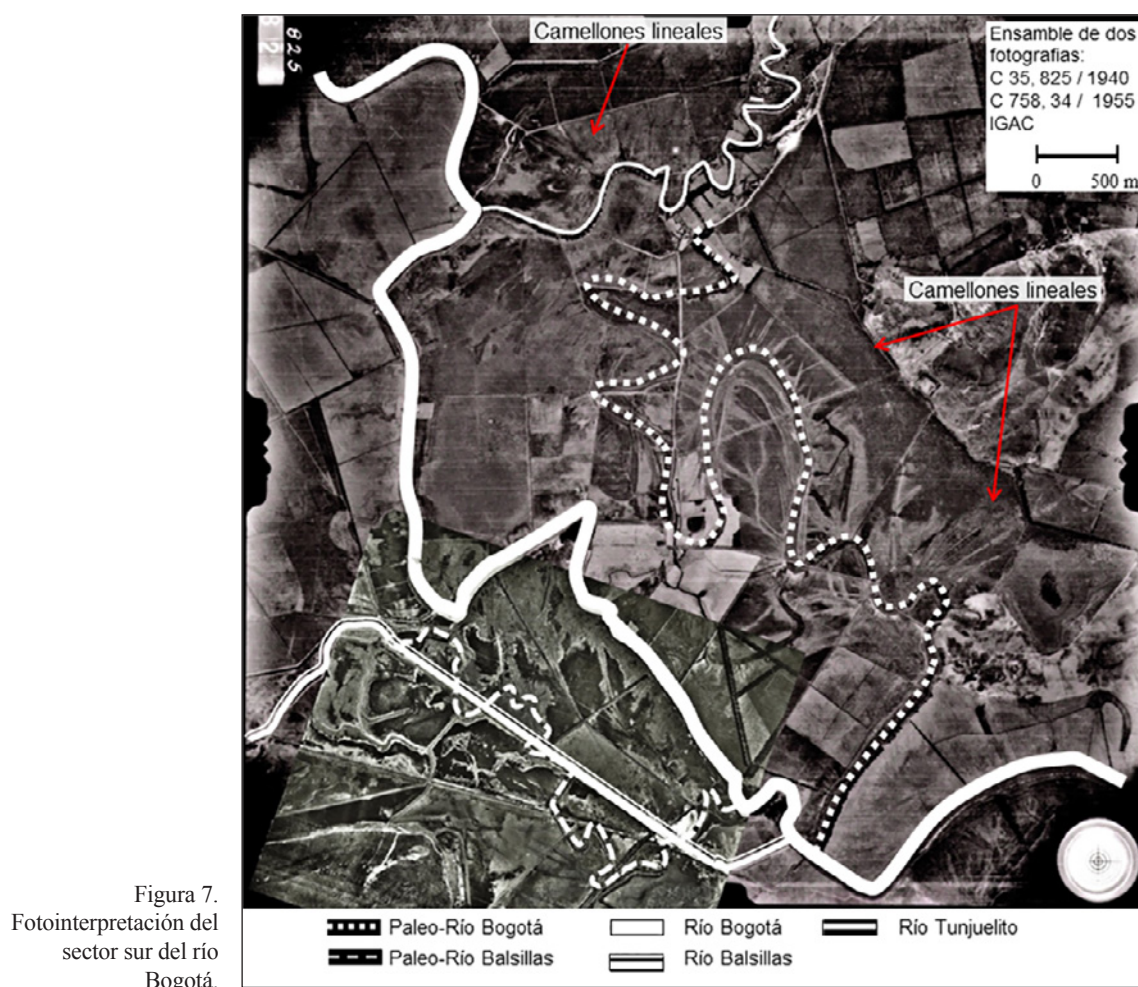 825
Camellones lineales
Ensamble de dos
fotografias:
C 35, 825 / 1940
C 758, 34 / 1955
IGAC
0 500 m
Camellones lineales
Figura 7.
Fotointerpretación del
sector sur del río
Bogotá.
Paleo-Río Bogotá
Río Bogotá
Río Tunjuelito
Paleo-Río Balsillas
Río Balsillas